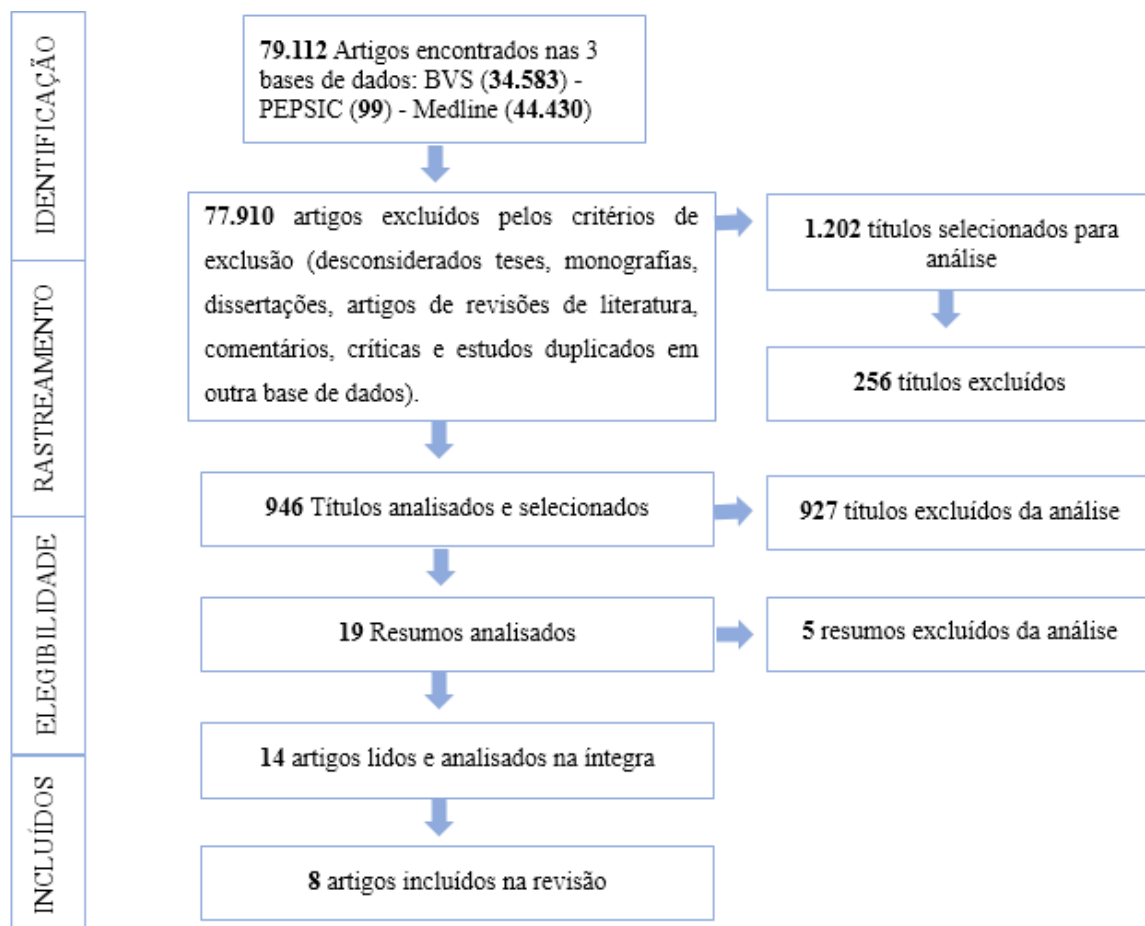 IDENTIFICAÇÃO
79.112 Artigos encontrados nas 3
bases de dados: BVS (34.583) -
PEPSIC (99) - Medline (44.430)
77.910 artigos excluídos pelos critérios de
exclusão (desconsiderados teses, monografias,
dissertações, artigos de revisões de literatura,
comentários, críticas e estudos duplicados em
outra base de dados).
1.202 títulos selecionados para
análise
RASTREAMENTO
256 títulos excluídos
946 Títulos analisados e selecionados
927 títulos excluídos da análise
ELEGIBILIDADE
19 Resumos analisados
5 resumos excluídos da análise
14 artigos lidos e analisados na íntegra
INCLUÍDOS
8 artigos incluídos na revisão